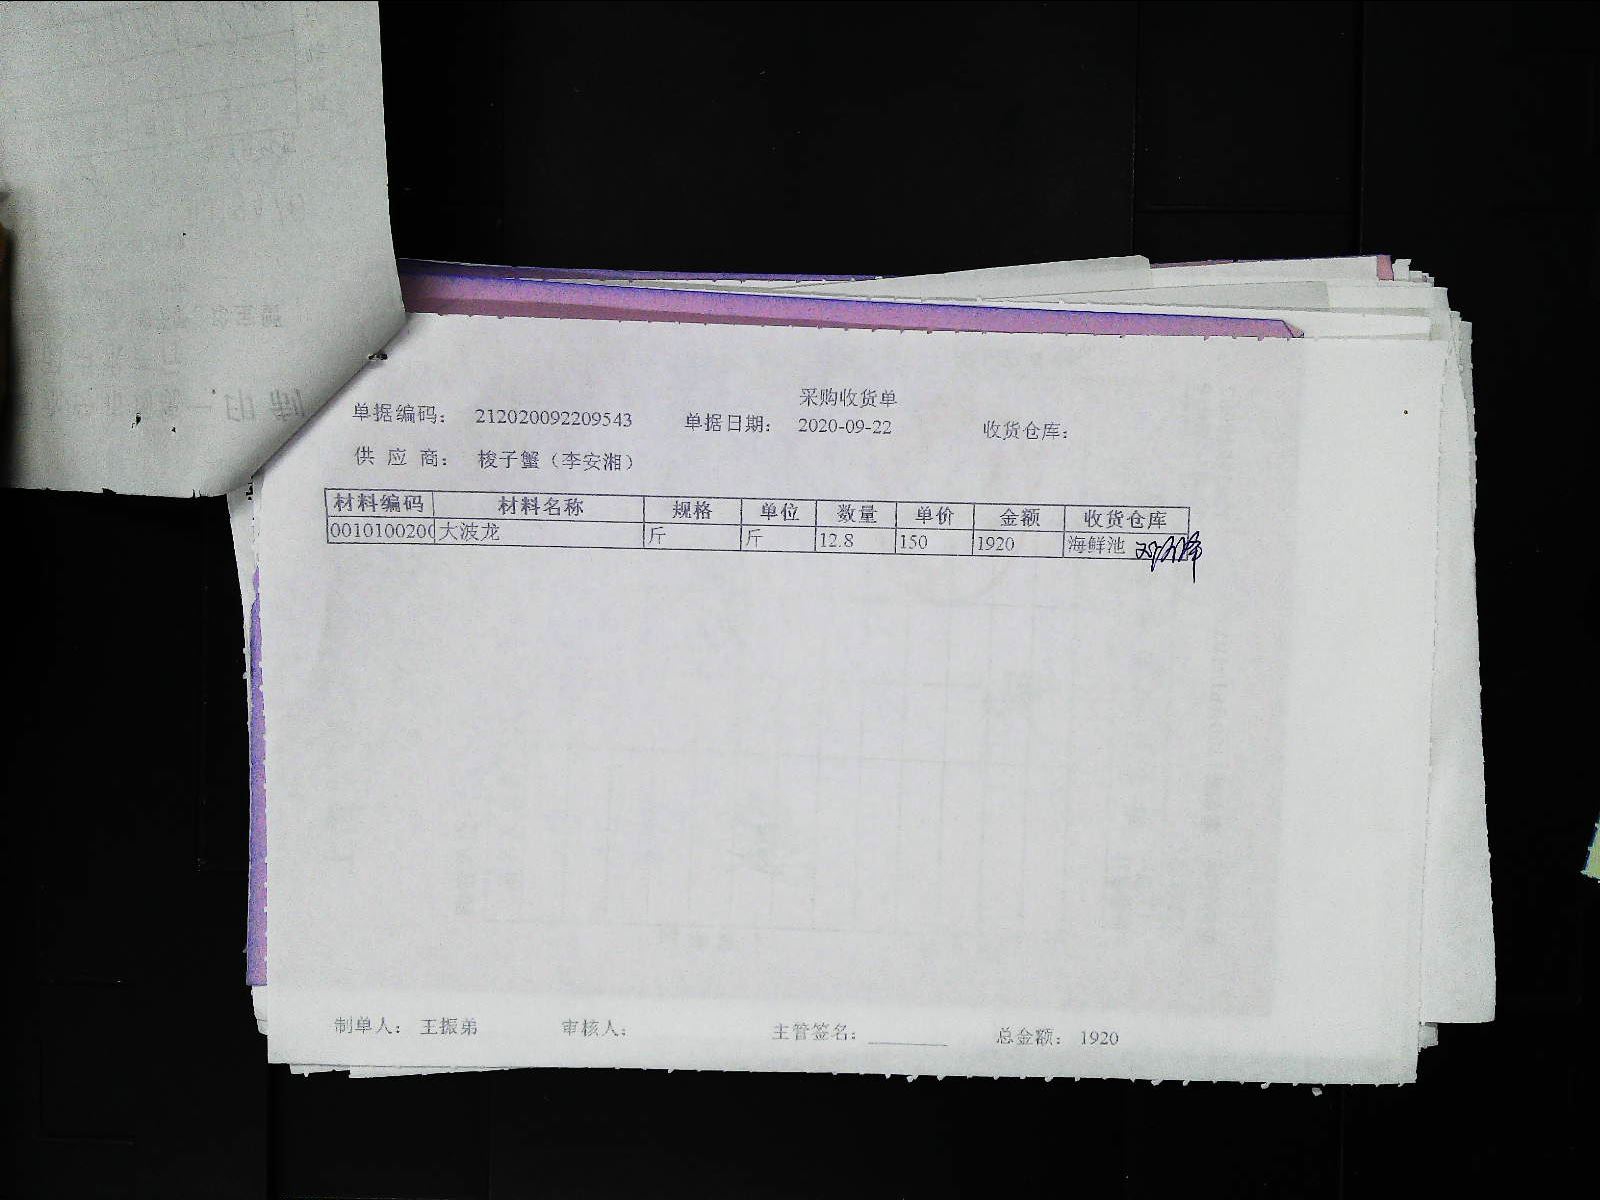 采购收货单
单据编码： 212020092209543 单据日期： 2020-09-22 收货仓库：
供 应 商： 梭子蟹（李安湘）
材料编码 材料名称 规格 单位 数量 单价 金额 收货仓库
0010100200 大波龙 斤 斤 12.8 150 1920 海鲜池
制单人： 王振弟 审核人： 主管签名： 总金额： 1920